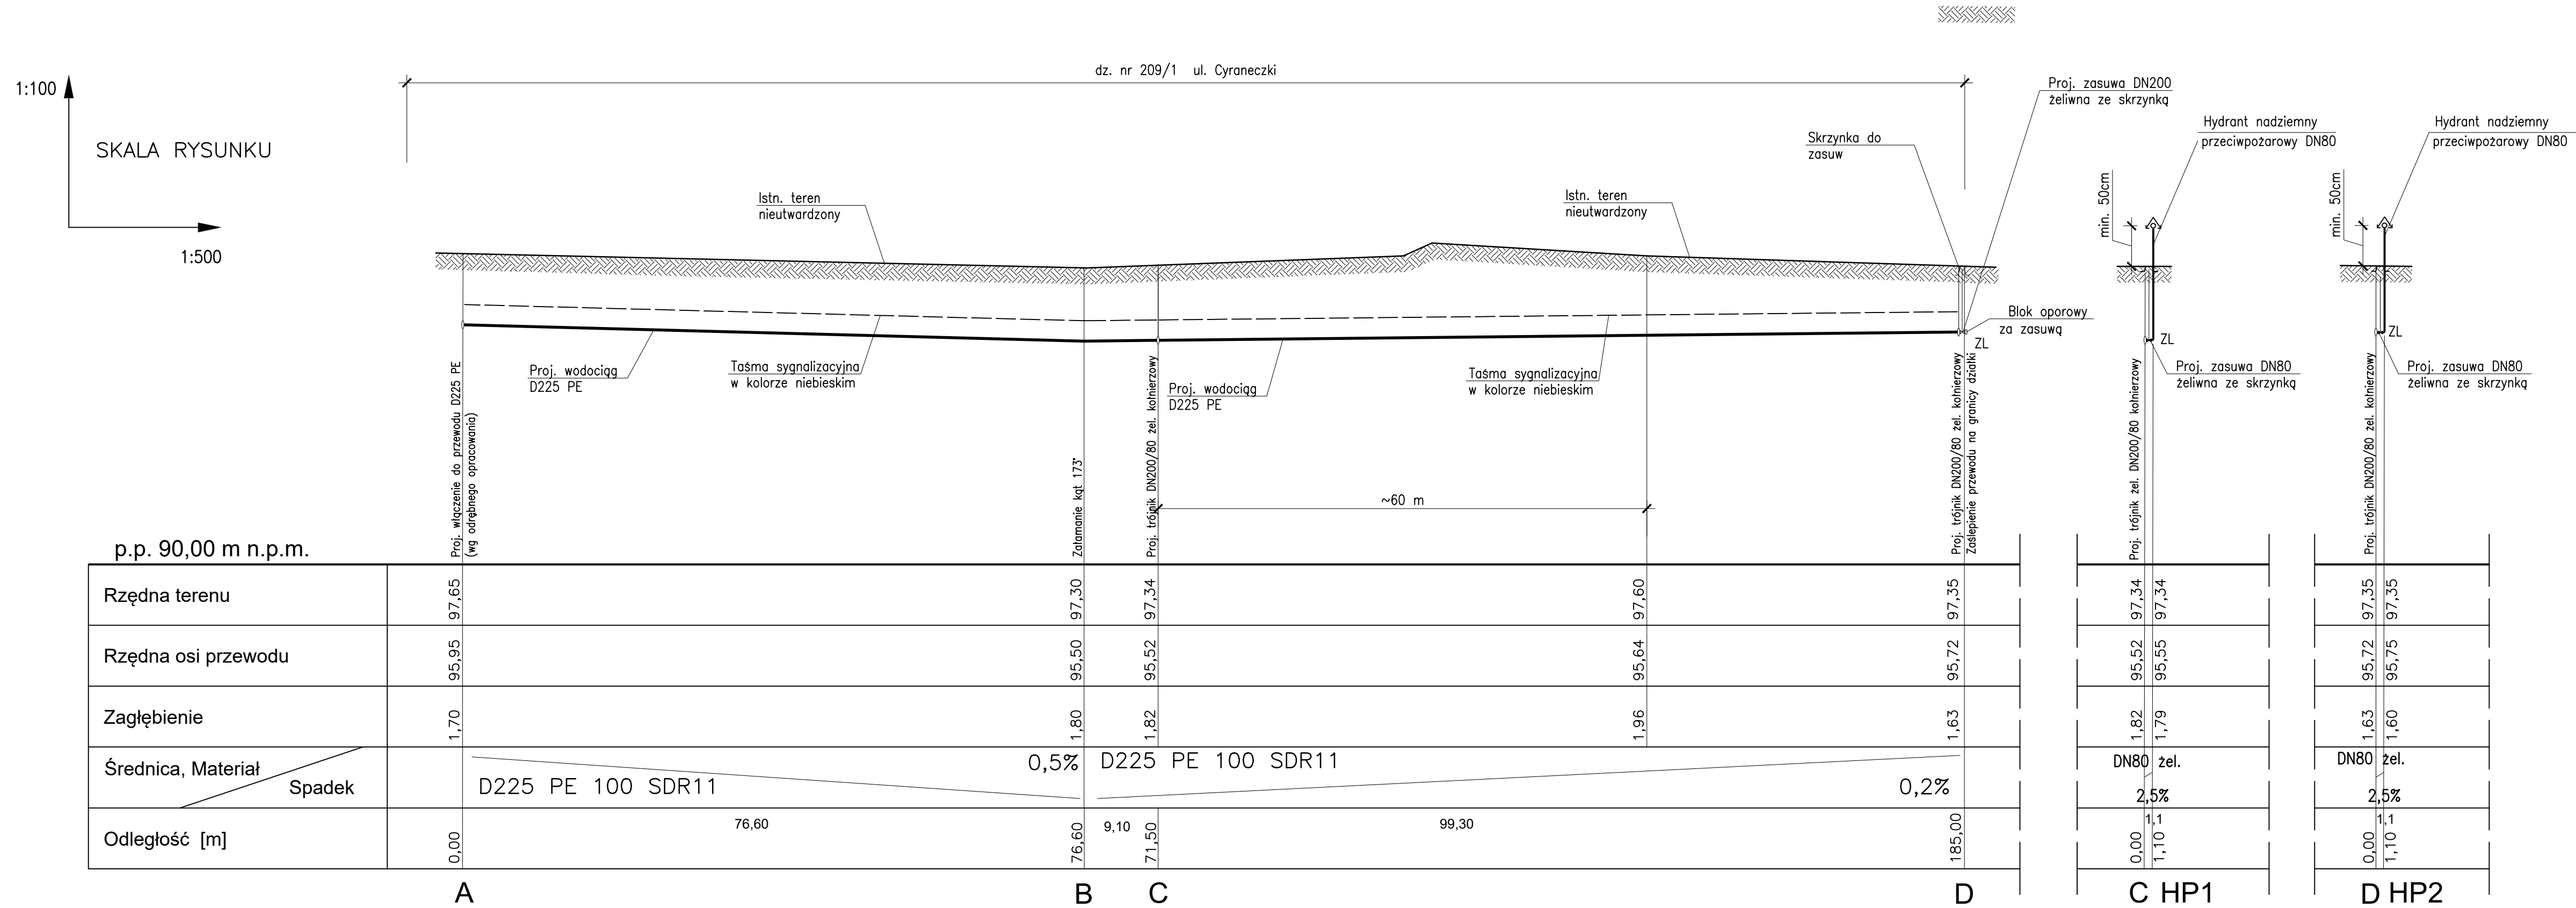 dz. nr 209/1 ul. Cyraneczki
1:100
SKALA RYSUNKU
1:500
Istn. teren
nieutwardzony
Istn. teren
nieutwardzony
Skrzynka do
zasuw
Proj. zasuwa DN200
żeliwna ze skrzynką
Hydrant nadziemny
przeciwpożarowy DN80
Hydrant nadziemny
przeciwpożarowy DN80
min. 50cm
min. 50cm
Blok oporowy
za zasuwą
ZL
ZL
ZL
Proj. wodociąg
D225 PE
Taśma sygnalizacyjna
w kolorze niebieskim
Proj. wodociąg
D225 PE
Taśma sygnalizacyjna
w kolorze niebieskim
Proj. zasuwa DN80
żeliwna ze skrzynką
Proj. zasuwa DN80
żeliwna ze skrzynką
Proj. włączenie do przewodu D225 PE
(wg odrębnego opracowania)
Załamanie kąt 173°
Proj. trójnik DN200/80 żel. kołnierzowy
~60 m
Proj. trójnik DN200/80 żel. kołnierzowy
Zaślepienie przewodu na granicy działki
Proj. trójnik żel. DN200/80 kołnierzowy
Proj. trójnik DN200/80 żel. kołnierzowy
p.p. 90,00 m n.p.m.
Rzędna terenu
97,65 97,30 97,34 97,60 97,35 97,34 97,34 97,35 97,35
Rzędna osi przewodu
95,95 95,50 95,52 95,64 95,72 95,52 95,55 95,72 95,75
Zagłębienie
1,70 1,80 1,82 1,96 1,63 1,82 1,79 1,63 1,60
Średnica, Materiał
Spadek
D225 PE 100 SDR11
0,5%
D225 PE 100 SDR11
0,2%
DN80 żel.
2,5%
DN80 żel.
2,5%
Odległość [m]
76,60 9,10 99,30 1,1 1,1
0,00 76,60 71,50 185,00 0,00 1,10 0,00 1,10
A B C D C HP1 D HP2